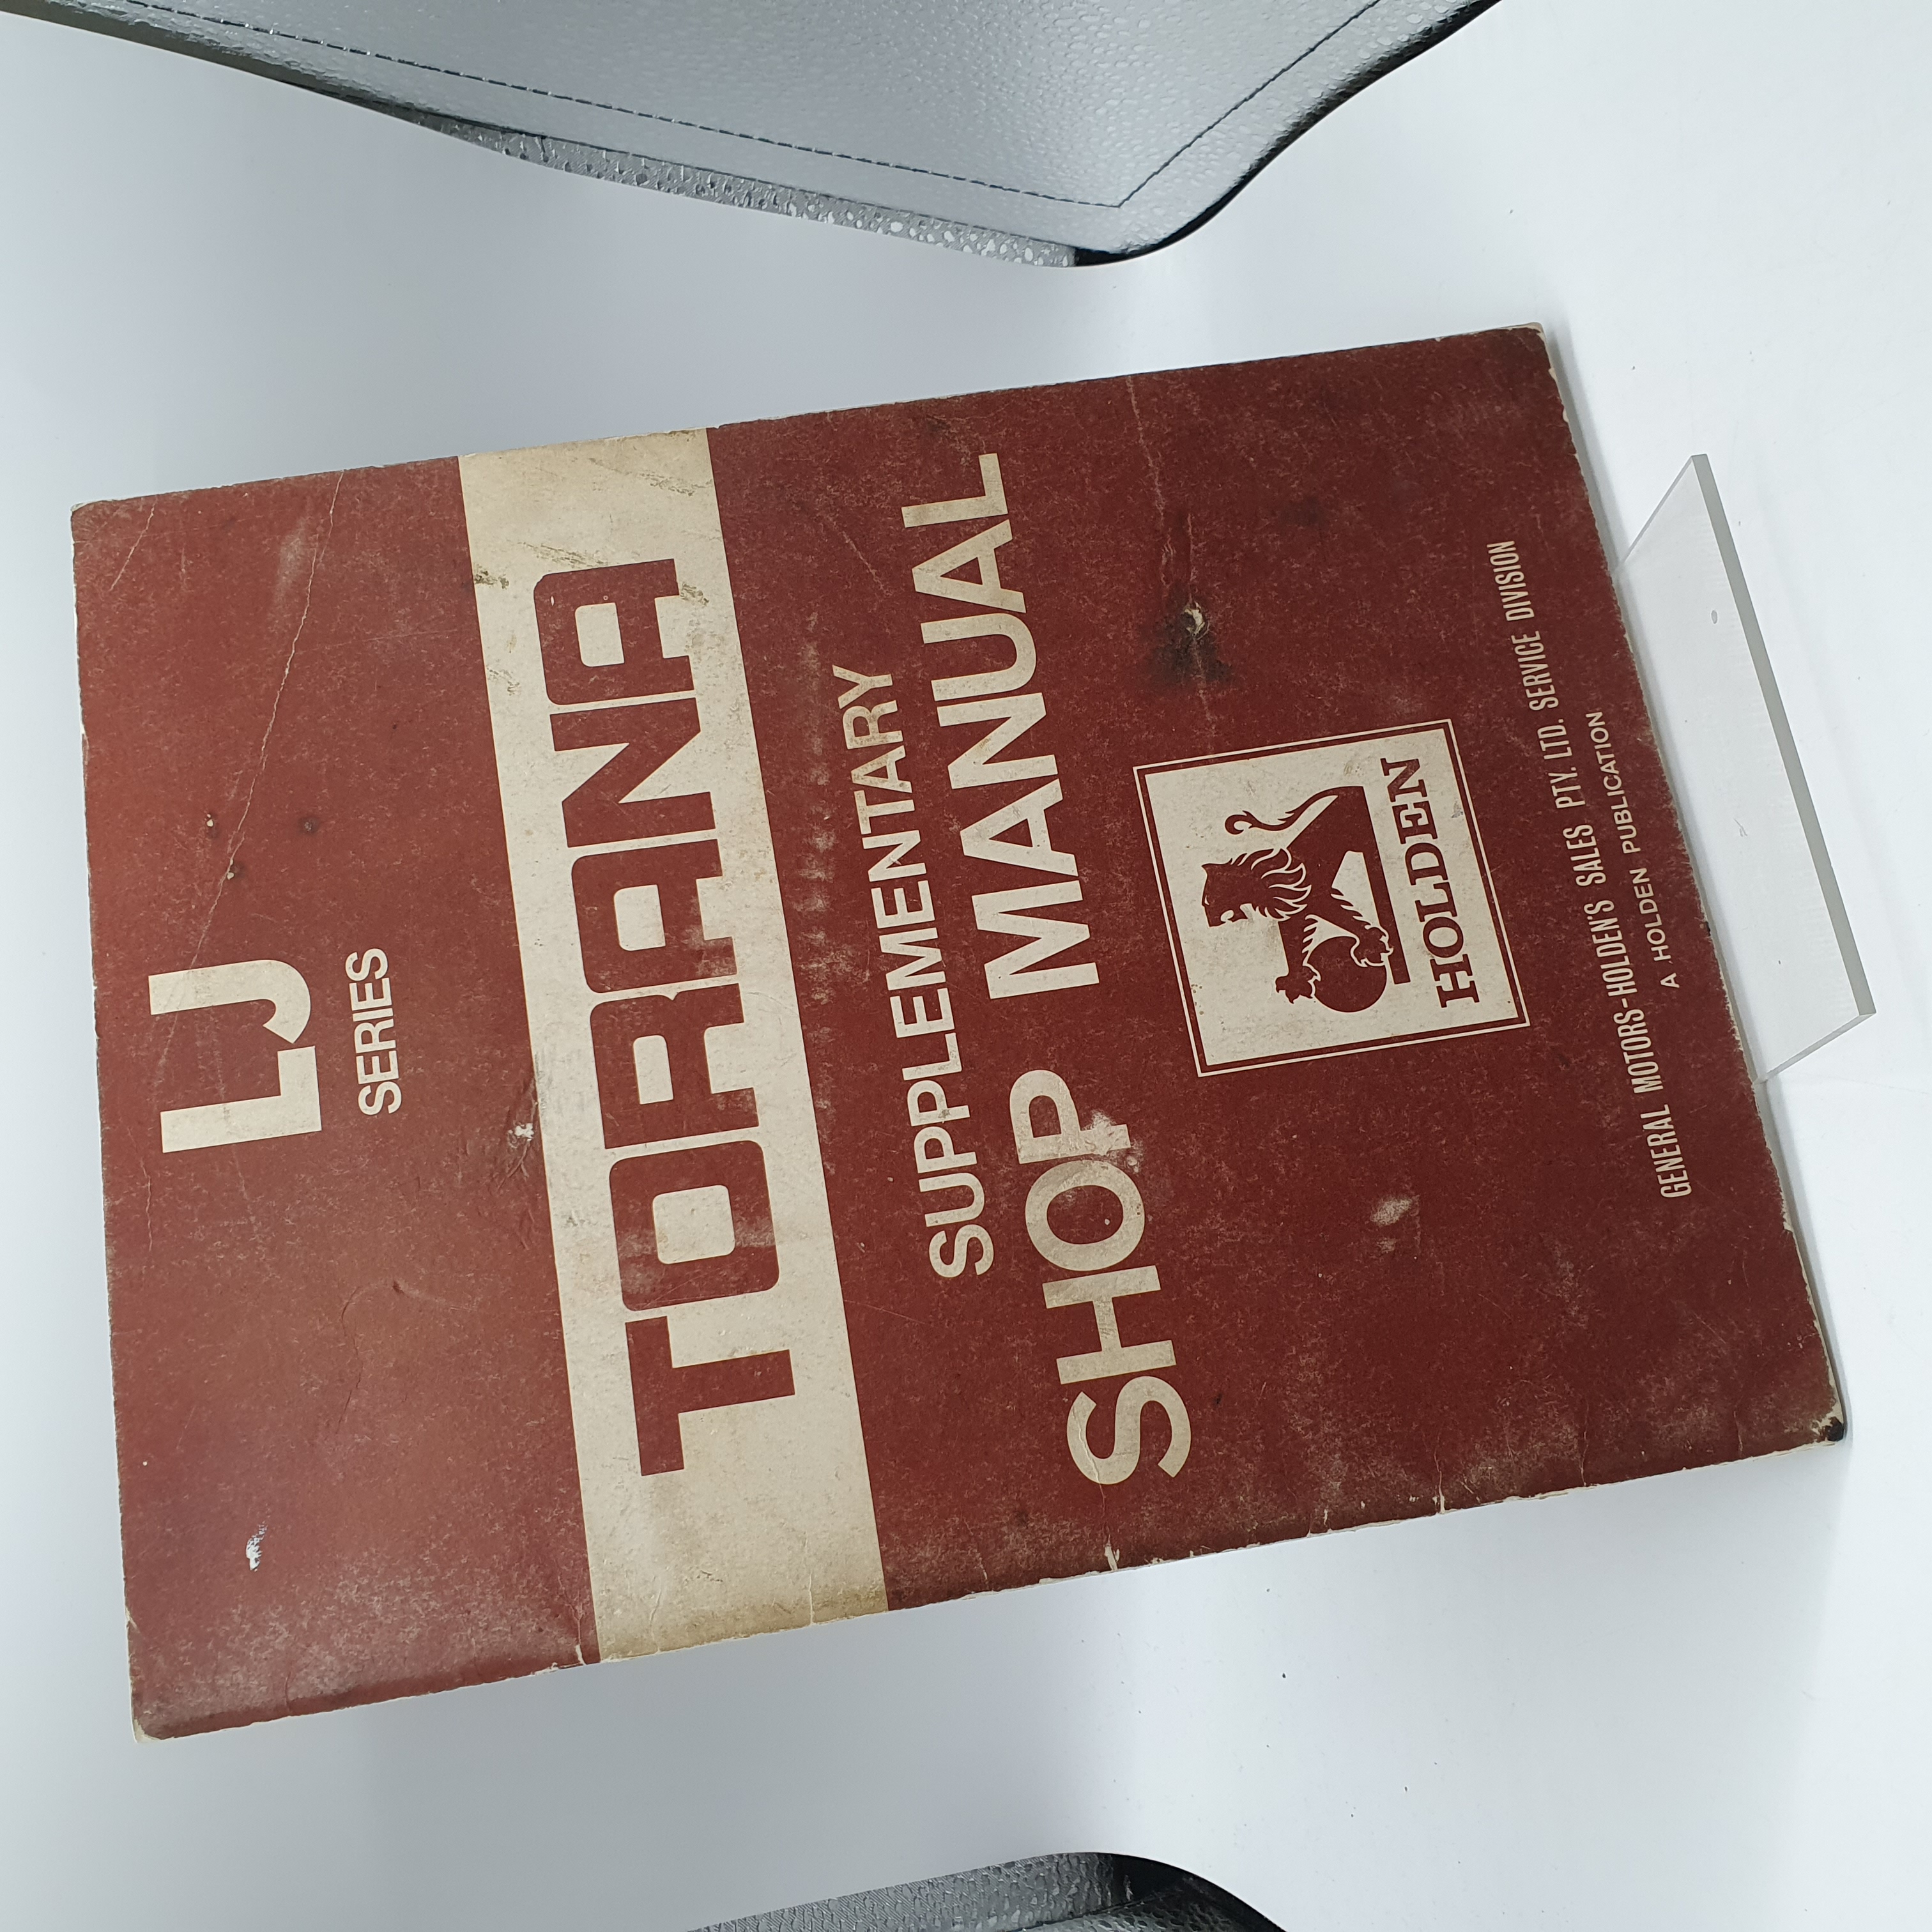 LJ
SERIES
TORANA
SUPPLEMENTARY
SHOP MANUAL
HOLDEN
GENERAL MOTORS-HOLDEN'S SALES PTY. LTD. SERVICE DIVISION
A HOLDEN PUBLICATION